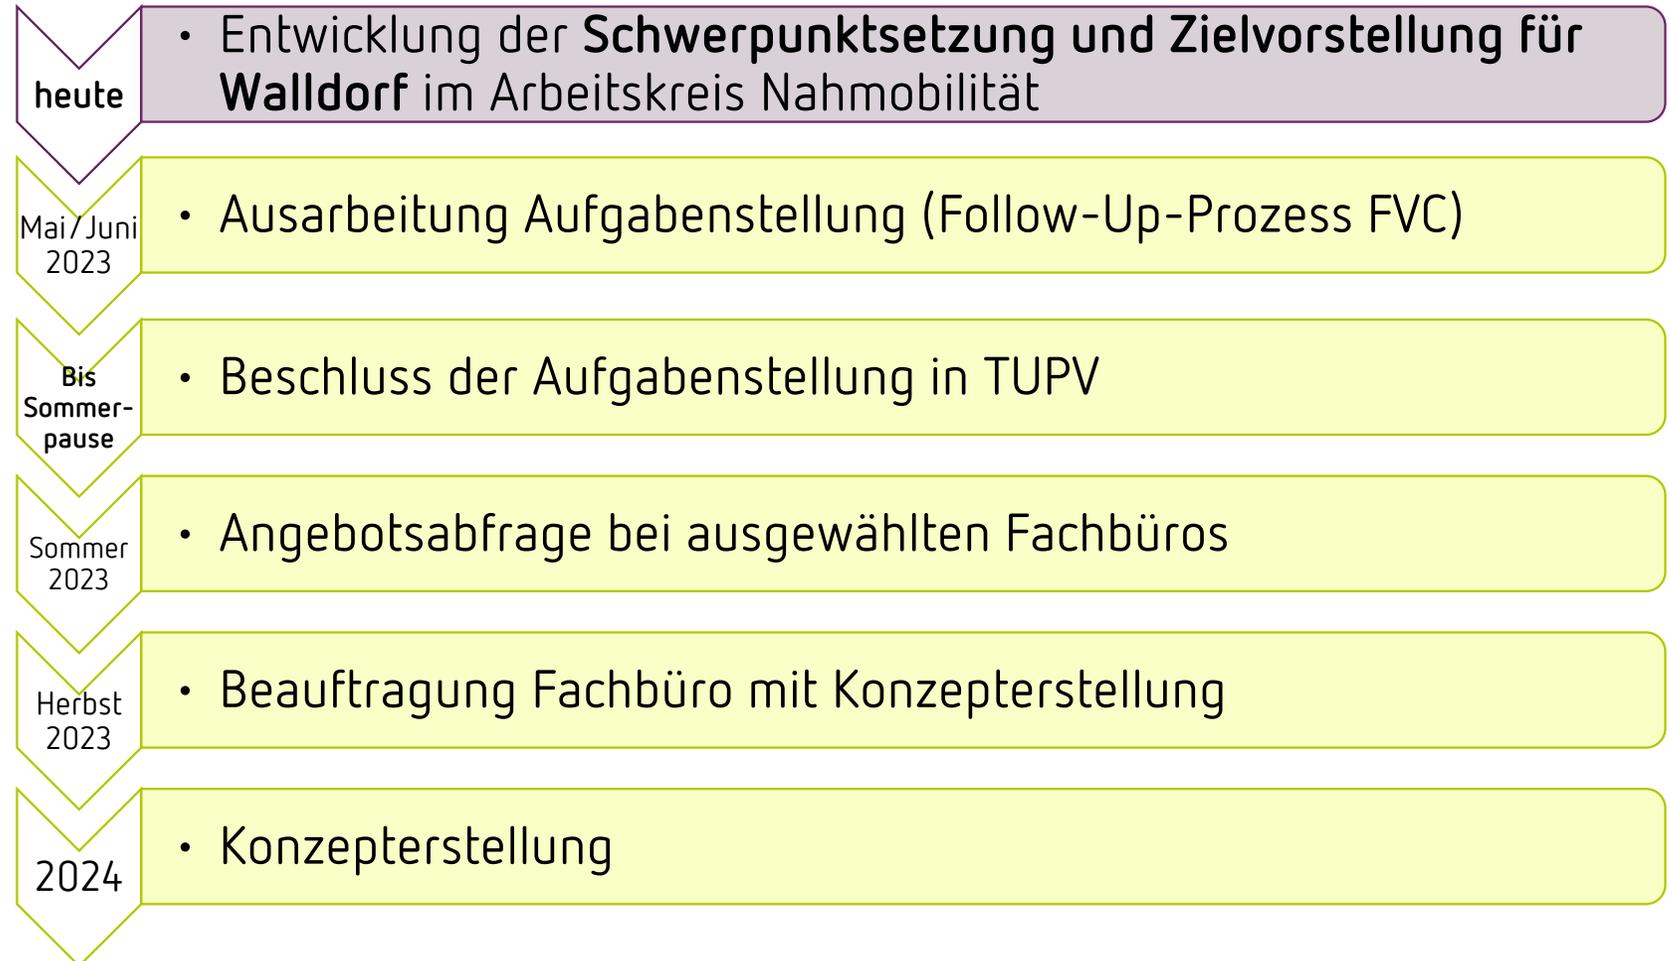 heute
• Entwicklung der Schwerpunktsetzung und Zielvorstellung für
Walldorf im Arbeitskreis Nahmobilität
Mai/Juni
2023
• Ausarbeitung Aufgabenstellung (Follow-Up-Prozess FVC)
Bis
Sommer-
pause
• Beschluss der Aufgabenstellung in TUPV
Sommer
2023
• Angebotsabfrage bei ausgewählten Fachbüros
Herbst
2023
• Beauftragung Fachbüro mit Konzepterstellung
2024
• Konzepterstellung